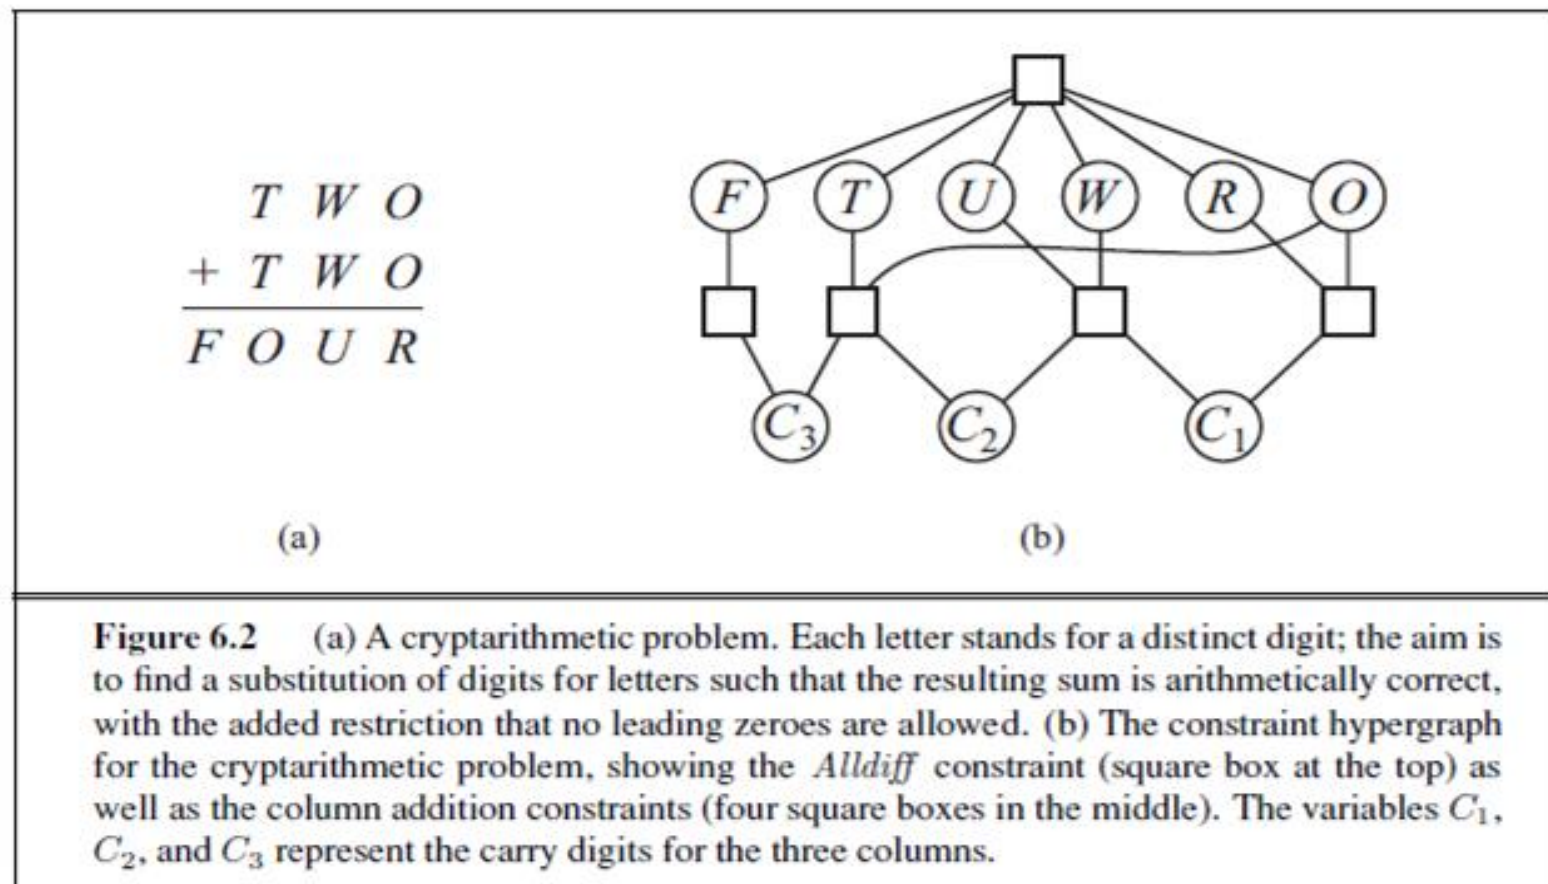 T W O
+ T W O
F O U R
(a)
F T U W R O
C3 C2 C1
(b)
Figure 6.2 (a) A cryptarithmetic problem. Each letter stands for a distinct digit; the aim is
to find a substitution of digits for letters such that the resulting sum is arithmetically correct,
with the added restriction that no leading zeroes are allowed. (b) The constraint hypergraph
for the cryptarithmetic problem, showing the Alldiff constraint (square box at the top) as
well as the column addition constraints (four square boxes in the middle). The variables C1,
C2, and C3 represent the carry digits for the three columns.